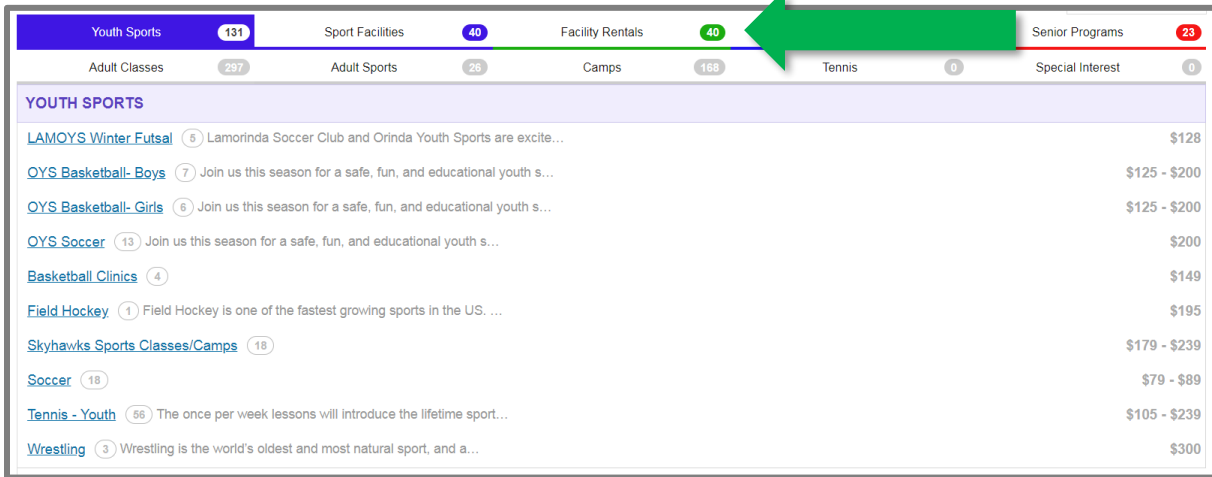 Youth Sports 131 Sport Facilities 40 Facility Rentals 40 Senior Programs 23
Adult Classes 297 Adult Sports 26 Camps 168 Tennis 0 Special Interest 0
YOUTH SPORTS
LAMOYS Winter Futsal 5 Lamorinda Soccer Club and Orinda Youth Sports are excite... $128
OYS Basketball- Boys 7 Join us this season for a safe, fun, and educational youth s... $125 - $200
OYS Basketball- Girls 6 Join us this season for a safe, fun, and educational youth s... $125 - $200
OYS Soccer 13 Join us this season for a safe, fun, and educational youth s... $200
Basketball Clinics 4 $149
Field Hockey 1 Field Hockey is one of the fastest growing sports in the US. ... $195
Skyhawks Sports Classes/Camps 18 $179 - $239
Soccer 18 $79 - $89
Tennis - Youth 56 The once per week lessons will introduce the lifetime sport... $105 - $239
Wrestling 3 Wrestling is the world's oldest and most natural sport, and a... $300